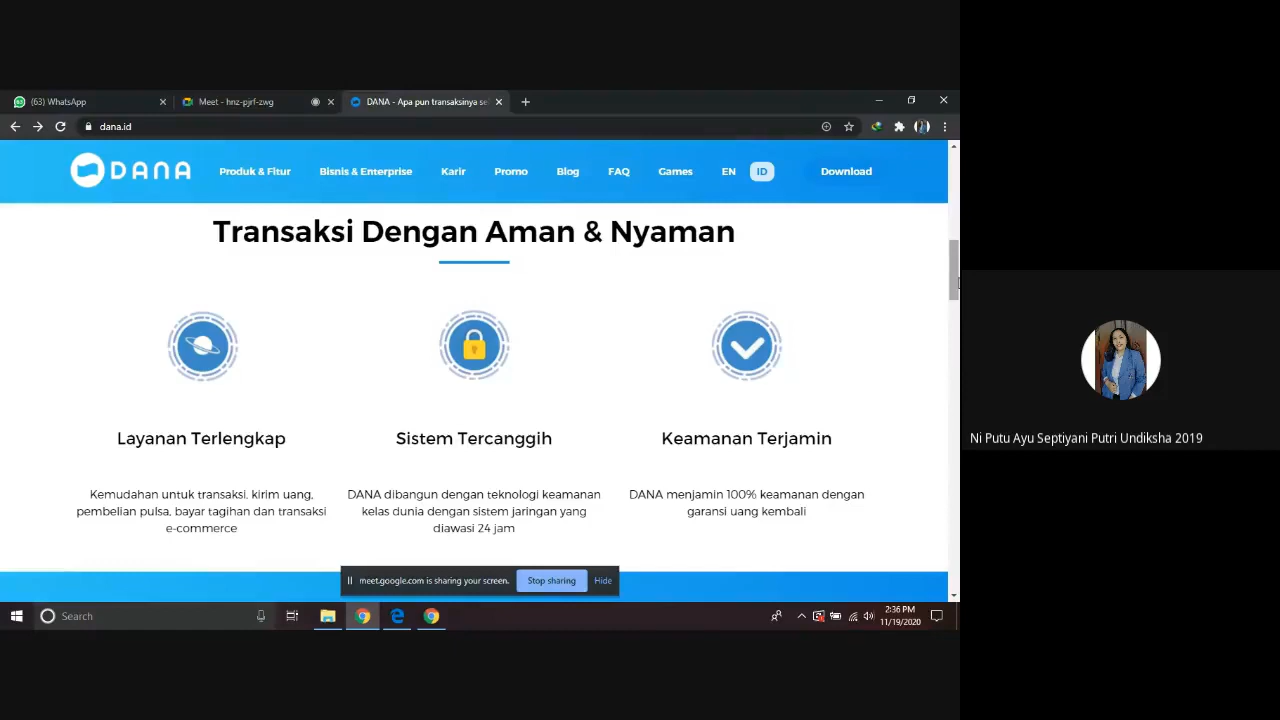 (63) WhatsApp
Meet - hnz-pjrf-zwg
DANA - Apa pun transaksinya se
dana.id
DANA
Produk & Fitur
Bisnis & Enterprise
Karir
Promo
Blog
FAQ
Games
EN
ID
Download
Transaksi Dengan Aman & Nyaman
Layanan Terlengkap
Kemudahan untuk transaksi, kirim uang,
pembelian pulsa, bayar tagihan dan transaksi
e-commerce
Sistem Tercanggih
DANA dibangun dengan teknologi keamanan
kelas dunia dengan sistem jaringan yang
diawasi 24 jam
Keamanan Terjamin
DANA menjamin 100% keamanan dengan
garansi uang kembali
meet.google.com is sharing your screen.
Stop sharing
Hide
Search
2:36 PM
11/19/2020
Ni Putu Ayu Septiyani Putri Undiksha 2019